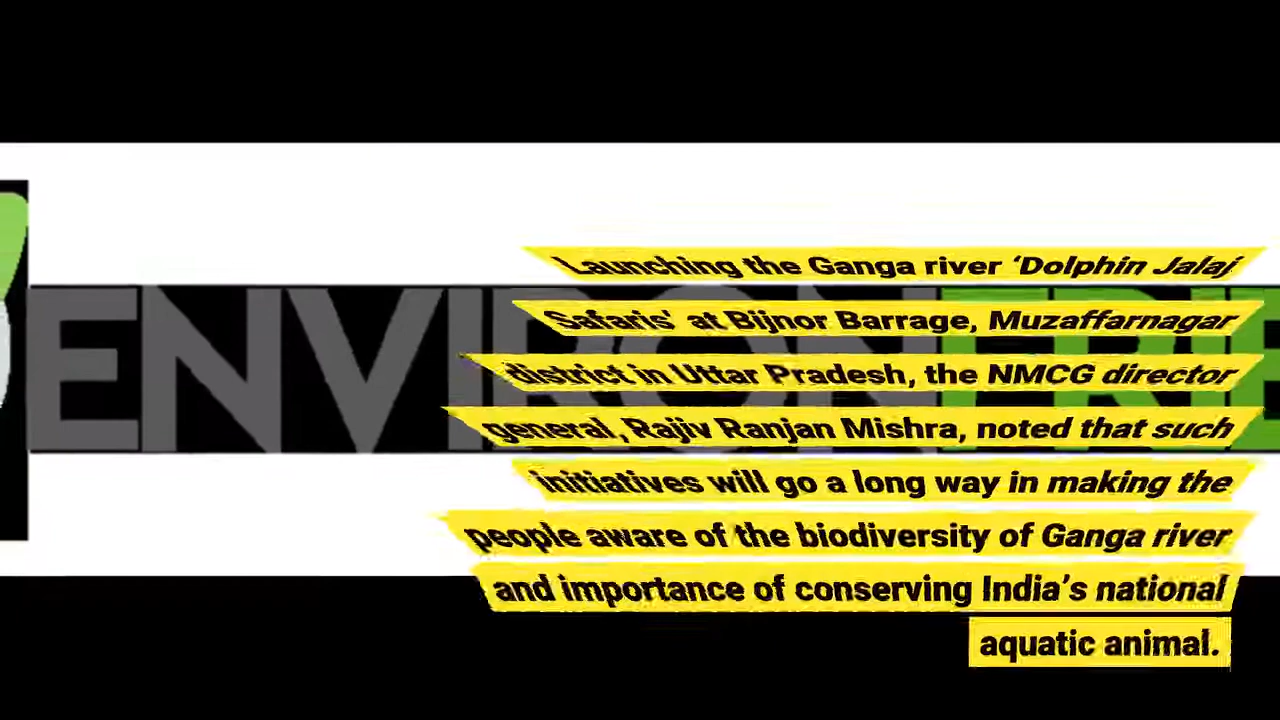 ENVIRONFRIE
Launching the Ganga river ‘Dolphin Jalaj
Safaris' at Bijnor Barrage, Muzaffarnagar
district in Uttar Pradesh, the NMCG director
general, Rajiv Ranjan Mishra, noted that such
initiatives will go a long way in making the
people aware of the biodiversity of Ganga river
and importance of conserving India’s national
aquatic animal.